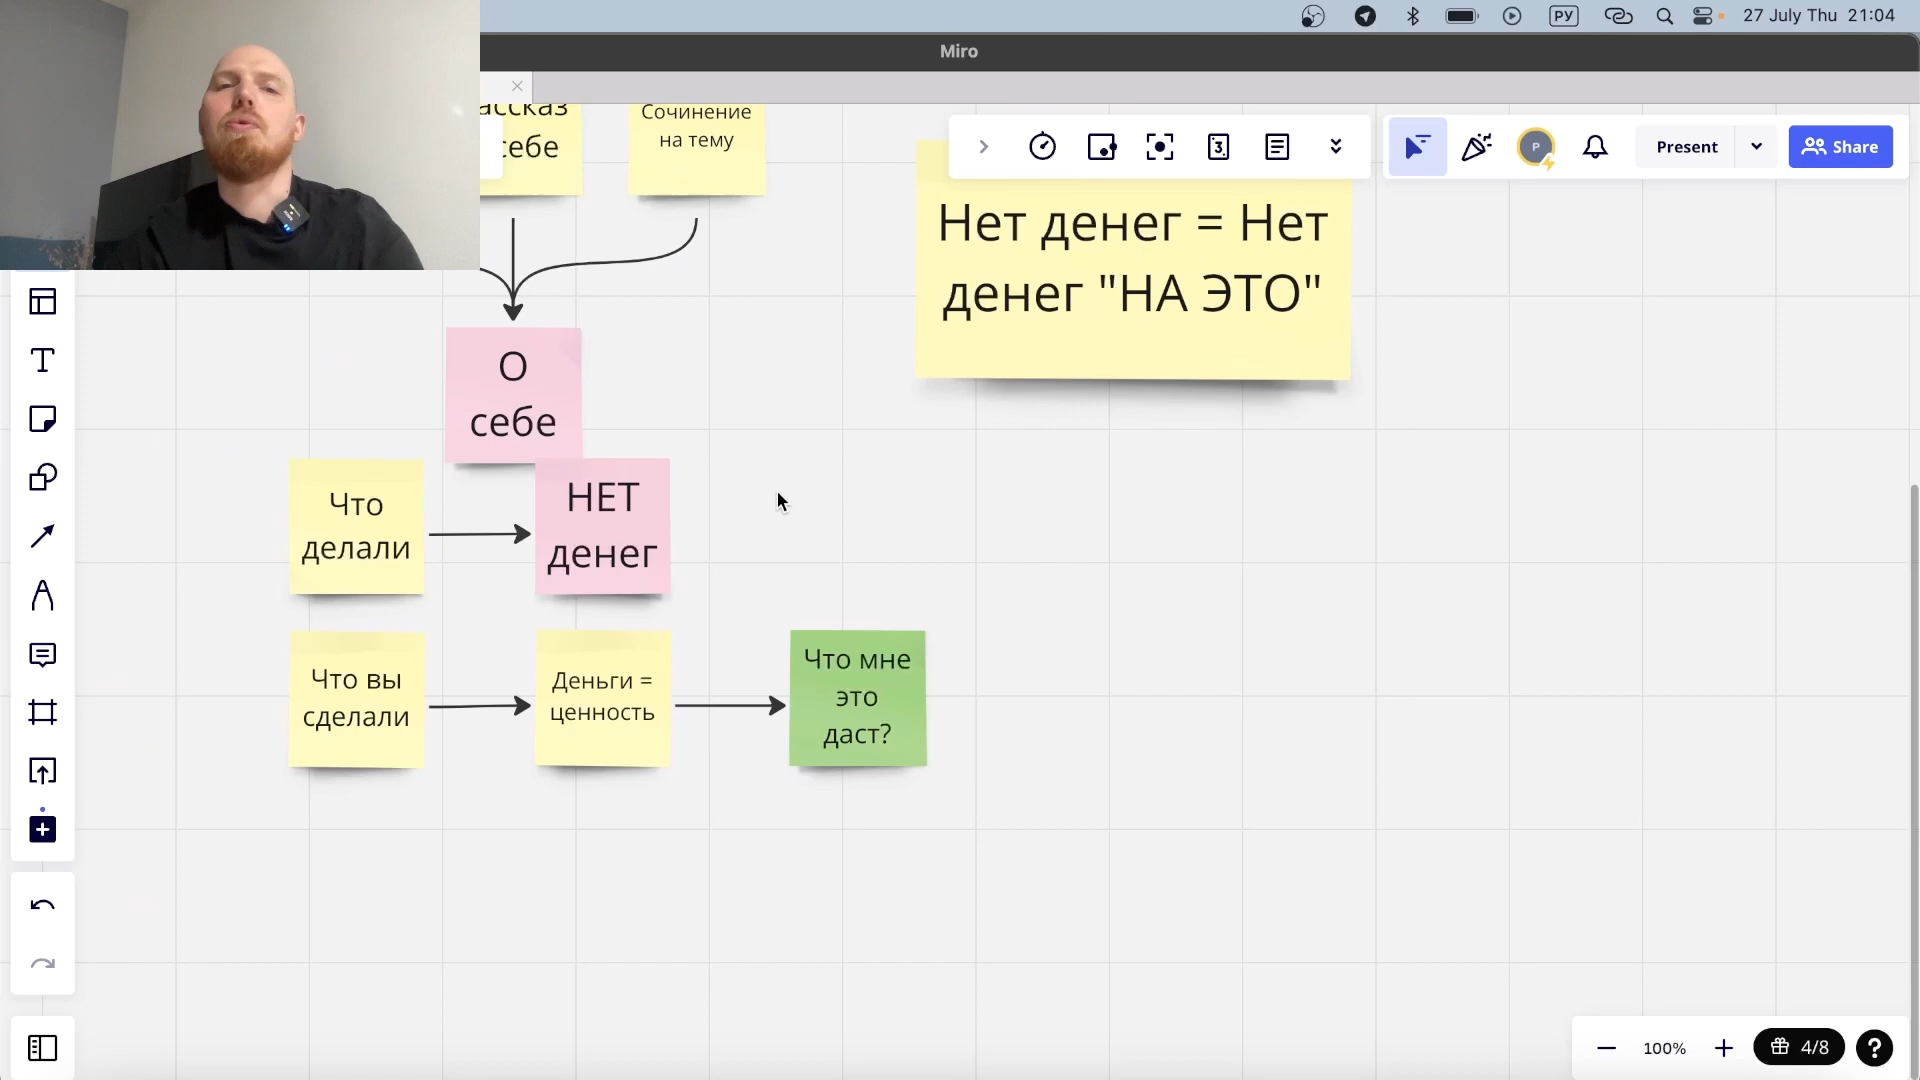 РУ
27 July Thu 21:04
Miro
себе
Сочинение
на тему
Present
Share
Нет денег = Нет
денег "НА ЭТО"
О
себе
Что
делали
НЕТ
денег
Что вы
сделали
Деньги =
ценность
Что мне
это
даст?
100%
4/8